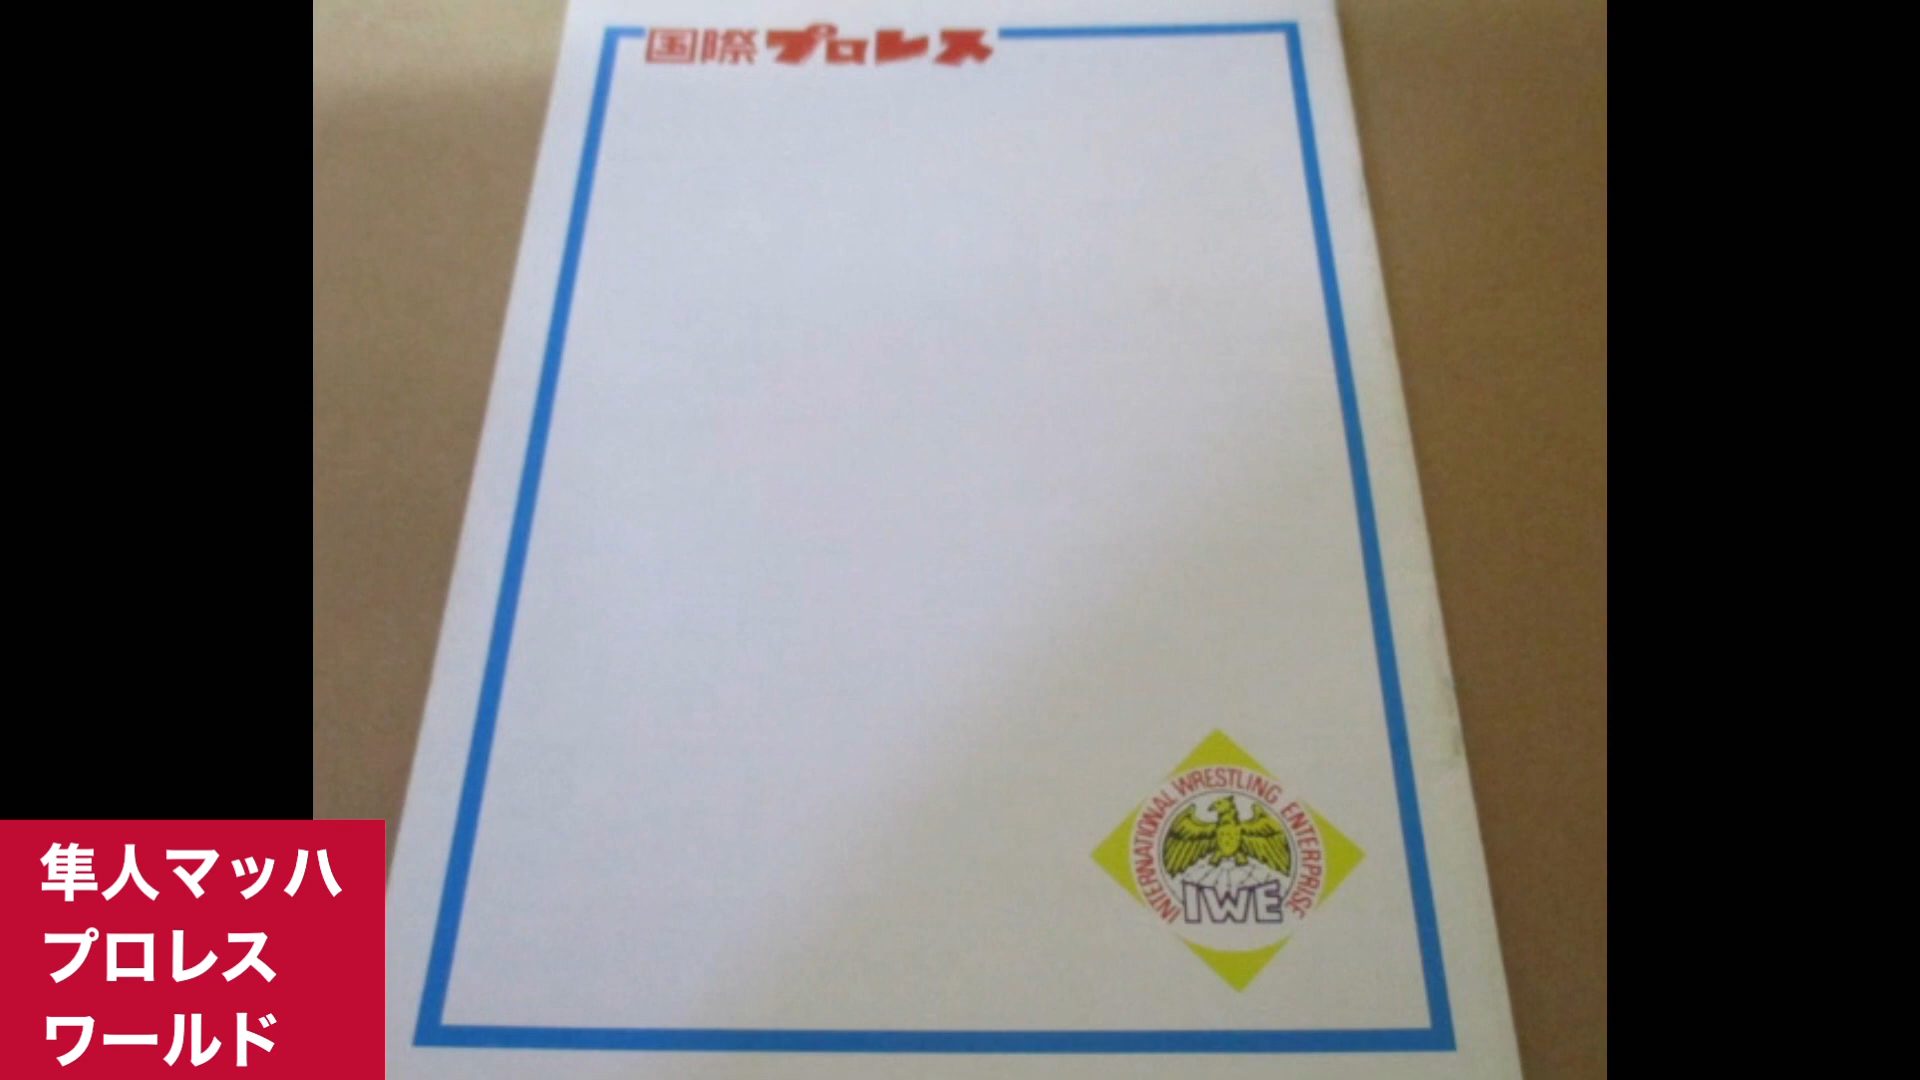 国際プロレス
INTERNATIONAL WRESTLING ENTERPRISE
IWE
隼人マッハ
プロレス
ワールド